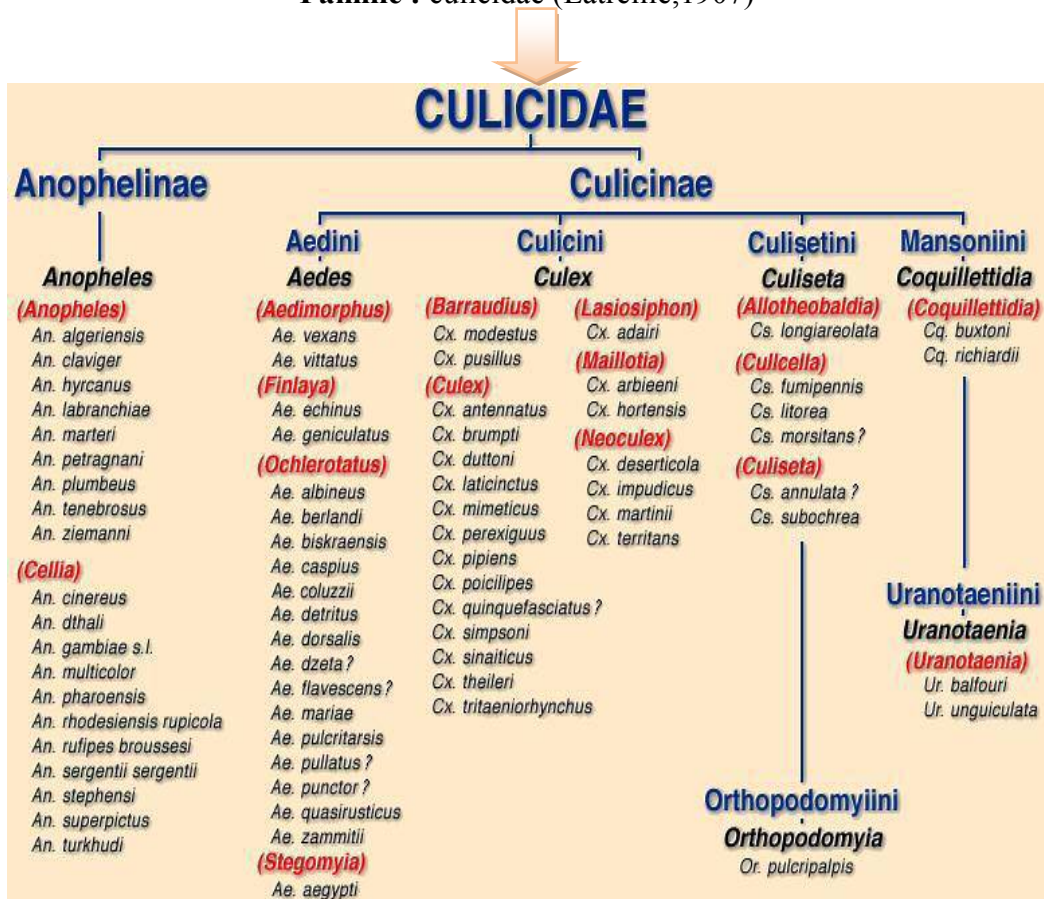 Famille : culicidae (Latreille,1907)
CULICIDAE
Anophelinae
Culicinae
Anopheles
(Anopheles)
An. algeriensis
An. claviger
An. hyrcanus
An. labranchiae
An. marteri
An. petragnani
An. plumbeus
An. tenebrosus
An. ziemanni
(Cellia)
An. cinereus
An. dthali
An. gambiae s.l.
An. multicolor
An. pharoensis
An. rhodesiensis rupicola
An. rufipes broussesi
An. sergentii sergentii
An. stephensi
An. superpictus
An. turkhudi
Aedini
Aedes
(Aedimorphus)
Ae. vexans
Ae. vittatus
(Finlaya)
Ae. echinus
Ae. geniculatus
(Ochlerotatus)
Ae. albineus
Ae. berlandi
Ae. biskraensis
Ae. caspius
Ae. coluzzii
Ae. detritus
Ae. dorsalis
Ae. dzeta ?
Ae. flavescens ?
Ae. mariae
Ae. pulcritarsis
Ae. pullatus ?
Ae. punctor ?
Ae. quasirusticus
Ae. zammitii
(Stegomyia)
Ae. aegypti
Culicini
Culex
(Barraudius)
Cx. modestus
Cx. pusillus
(Culex)
Cx. antennatus
Cx. brumpti
Cx. duttoni
Cx. laticinctus
Cx. mimeticus
Cx. perexiguus
Cx. pipiens
Cx. poicilipes
Cx. quinquefasciatus ?
Cx. simpsoni
Cx. sinaiticus
Cx. theileri
Cx. tritaeniorhynchus
(Lasiosiphon)
Cx. adairi
(Maillotia)
Cx. arbieeni
Cx. hortensis
(Neoculex)
Cx. deserticola
Cx. impudicus
Cx. martinii
Cx. territans
Culisetini
Culiseta
(Allotheobaldia)
Cs. longiareolata
(Culicella)
Cs. fumipennis
Cs. litorea
Cs. morsitans ?
(Culiseta)
Cs. annulata ?
Cs. subochrea
Orthopodomyiini
Orthopodomyia
Or. pulcripalpis
Mansoniini
Coquillettidia
(Coquillettidia)
Cq. buxtoni
Cq. richiardii
Uranotaeniini
Uranotaenia
(Uranotaenia)
Ur. balfouri
Ur. unguiculata